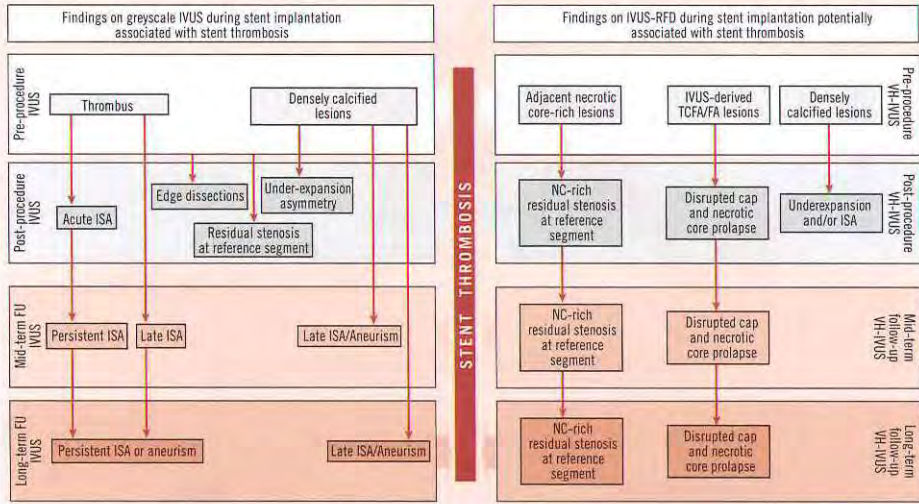 Findings on greyscale IVUS during stent implantation
associated with stent thrombosis
Pre-procedure
IVUS
Thrombus
Densely calcified
lesions
Post-procedure
IVUS
Edge dissections
Under-expansion
asymmetry
Acute ISA
Residual stenosis
at reference segment
Mid-term FU
IVUS
Persistent ISA
Late ISA
Late ISA/Aneurism
Long-term FU
IVUS
Persistent ISA or aneurism
Late ISA/Aneurism
STENT THROMBOSIS
Findings on IVUS-RFD during stent implantation potentially
associated with stent thrombosis
Adjacent necrotic
core-rich lesions
IVUS-derived
TCFA/FA lesions
Densely
calcified lesions
Pre-procedure
VH-IVUS
NC-rich
residual stenosis
at reference
segment
Disrupted cap
and necrotic
core prolapse
Underexpansion
and/or ISA
Post-procedure
VH-IVUS
NC-rich
residual stenosis
at reference
segment
Disrupted cap
and necrotic
core prolapse
Mid-term
follow-up
VH-IVUS
NC-rich
residual stenosis
at reference
segment
Disrupted cap
and necrotic
core prolapse
Long-term
follow-up
VH-IVUS